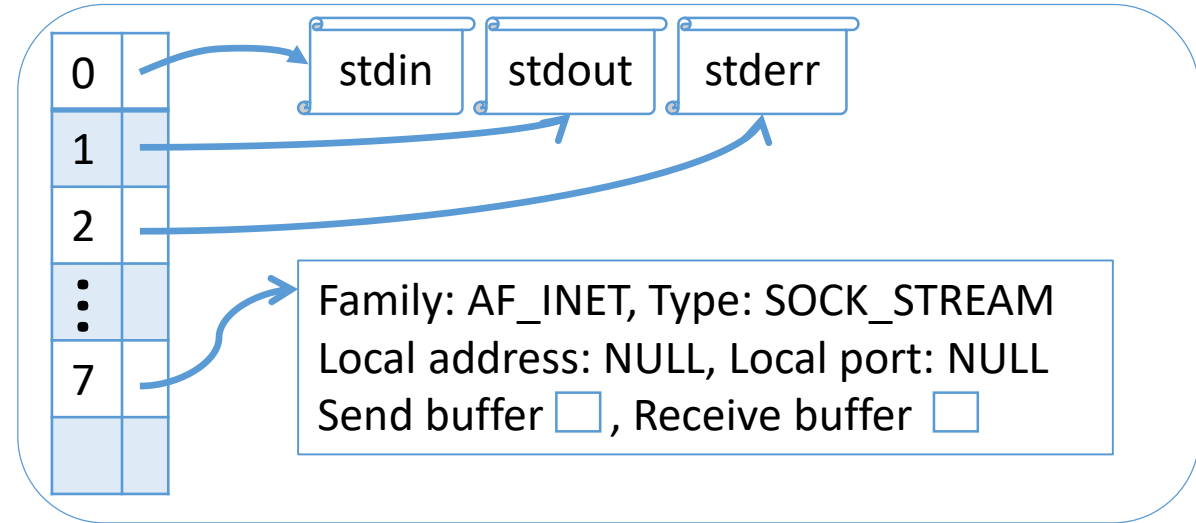 0
stdin stdout stderr
1
2
⋮
Family: AF_INET, Type: SOCK_STREAM
Local address: NULL, Local port: NULL
7
Send buffer , Receive buffer